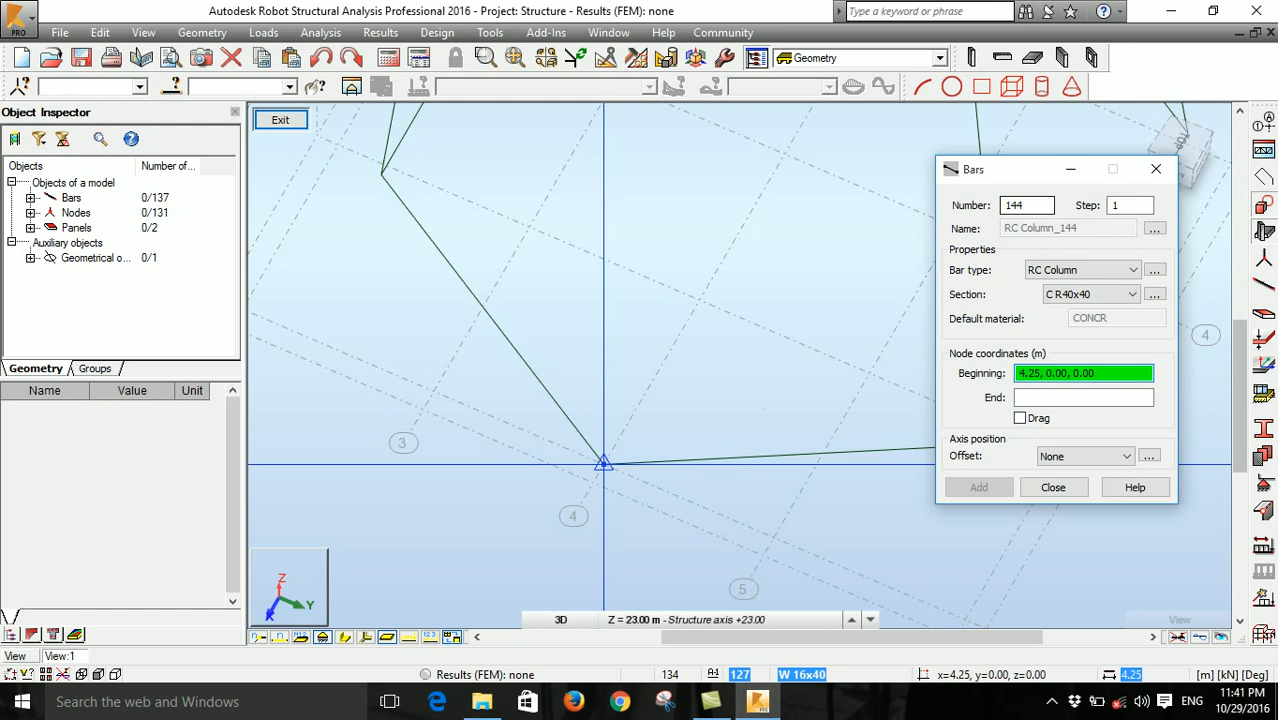 Autodesk Robot Structural Analysis Professional 2016 - Project: Structure - Results (FEM): none
Type a keyword or phrase
PRO
File Edit View Geometry Loads Analysis Results Design Tools Add-Ins Window Help Community
Geometry
Object Inspector
Exit
Objects Number of...
Objects of a model
Bars 0/137
Nodes 0/131
Panels 0/2
Auxiliary objects
Geometrical o... 0/1
Geometry Groups
Name Value Unit
Bars
Number: 144 Step: 1
Name: RC Column_144 ...
Properties
Bar type: RC Column ...
Section: C R40x40 ...
Default material: CONCR
Node coordinates (m)
Beginning: 4.25, 0.00, 0.00
End:
Drag
Axis position
Offset: None ...
Add Close Help
4
3
4
5
Z
Y
X
3D Z = 23.00 m - Structure axis +23.00
View
View View:1
Results (FEM): none 134 127 W 16x40 x=4.25, y=0.00, z=0.00 4.25 [m] [kN] [Deg]
Search the web and Windows
ENG
11:41 PM
10/29/2016